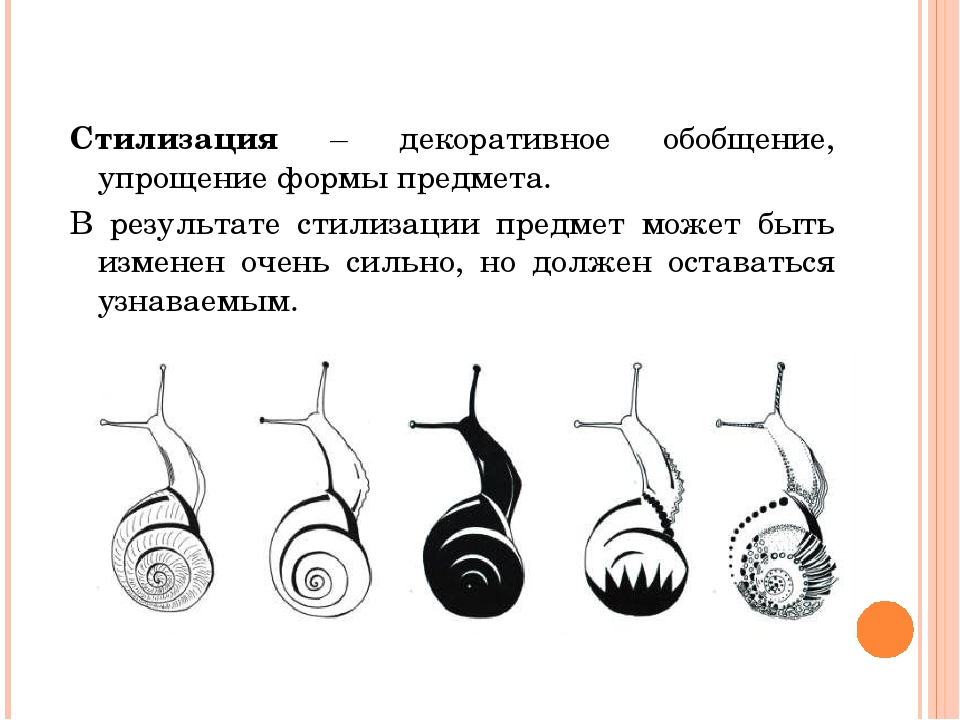 Стилизация – декоративное обобщение,
упрощение формы предмета.
В результате стилизации предмет может быть
изменен очень сильно, но должен оставаться
узнаваемым.